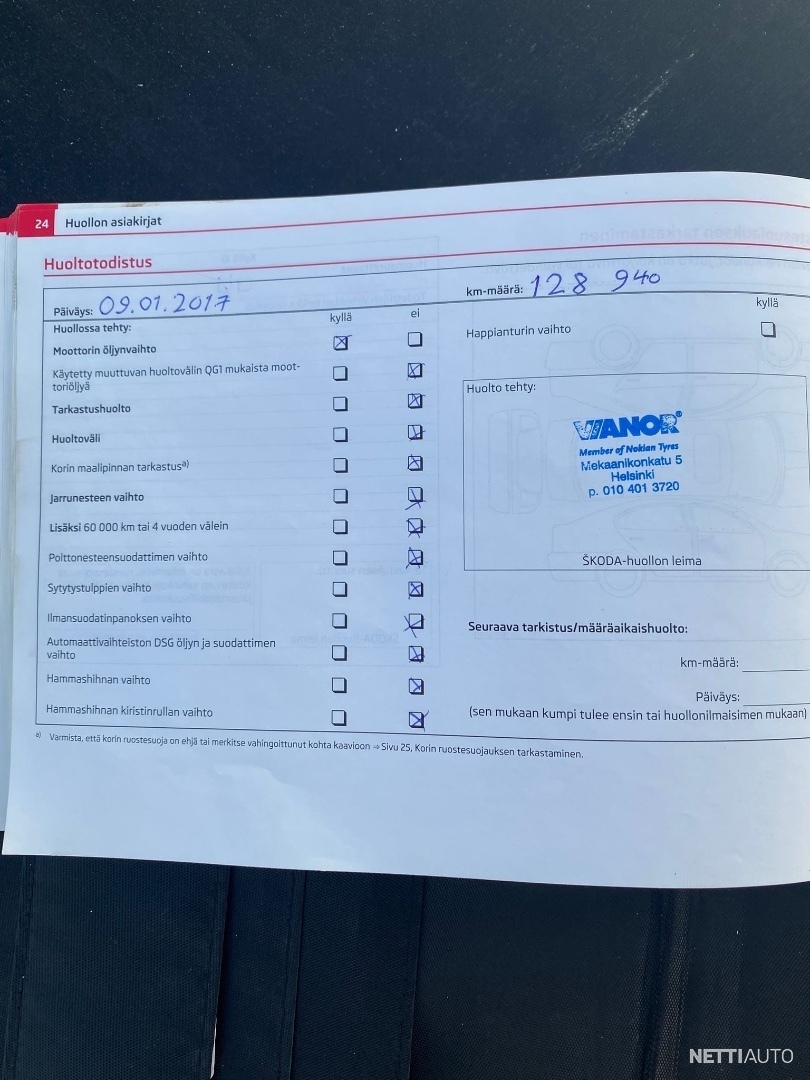 24 Huollon asiakirjat
Huoltotodistus
Päiväys: 09.01.2017
km-määrä: 128 940
Huollossa tehty: kyllä ei
Moottorin öljynvaihto
Käytetty muuttuvan huoltovälin QG1 mukaista moot-
toriöljyä
Tarkastushuolto
Huoltoväli
Korin maalipinnan tarkastusa)
Jarrunesteen vaihto
Lisäksi 60 000 km tai 4 vuoden välein
Polttonesteensuodattimen vaihto
Sytytystulppien vaihto
Ilmansuodatinpanoksen vaihto
Automaattivaihteiston DSG öljyn ja suodattimen
vaihto
Hammashihnan vaihto
Hammashihnan kiristinrullan vaihto
kyllä
Happianturin vaihto
Huolto tehty:
VIANOR®
Member of Nokian Tyres
Mekaanikonkatu 5
Helsinki
p. 010 401 3720
ŠKODA-huollon leima
Seuraava tarkistus/määräaikaishuolto:
km-määrä:
Päiväys:
(sen mukaan kumpi tulee ensin tai huollonilmaisimen mukaan)
a) Varmista, että korin ruostesuoja on ehjä tai merkitse vahingoittunut kohta kaavioon ⇒ Sivu 25, Korin ruostesuojauksen tarkastaminen.
NETTIAUTO